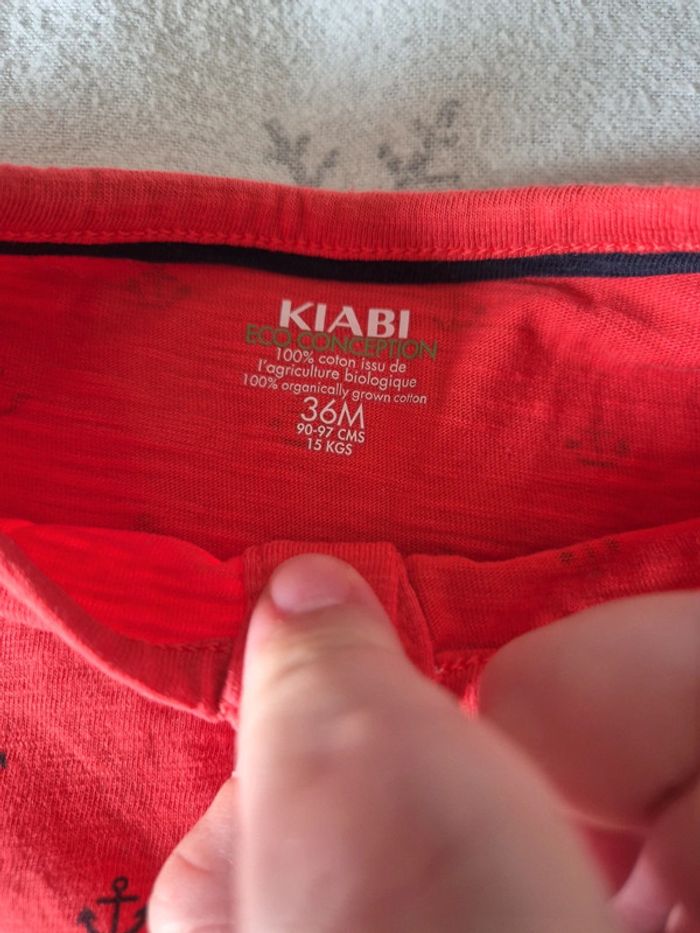 KIABI
ECO CONCEPTION
100% coton issu de
l'agriculture biologique
100% organically grown cotton
36M
90-97 CMS
15 KGS